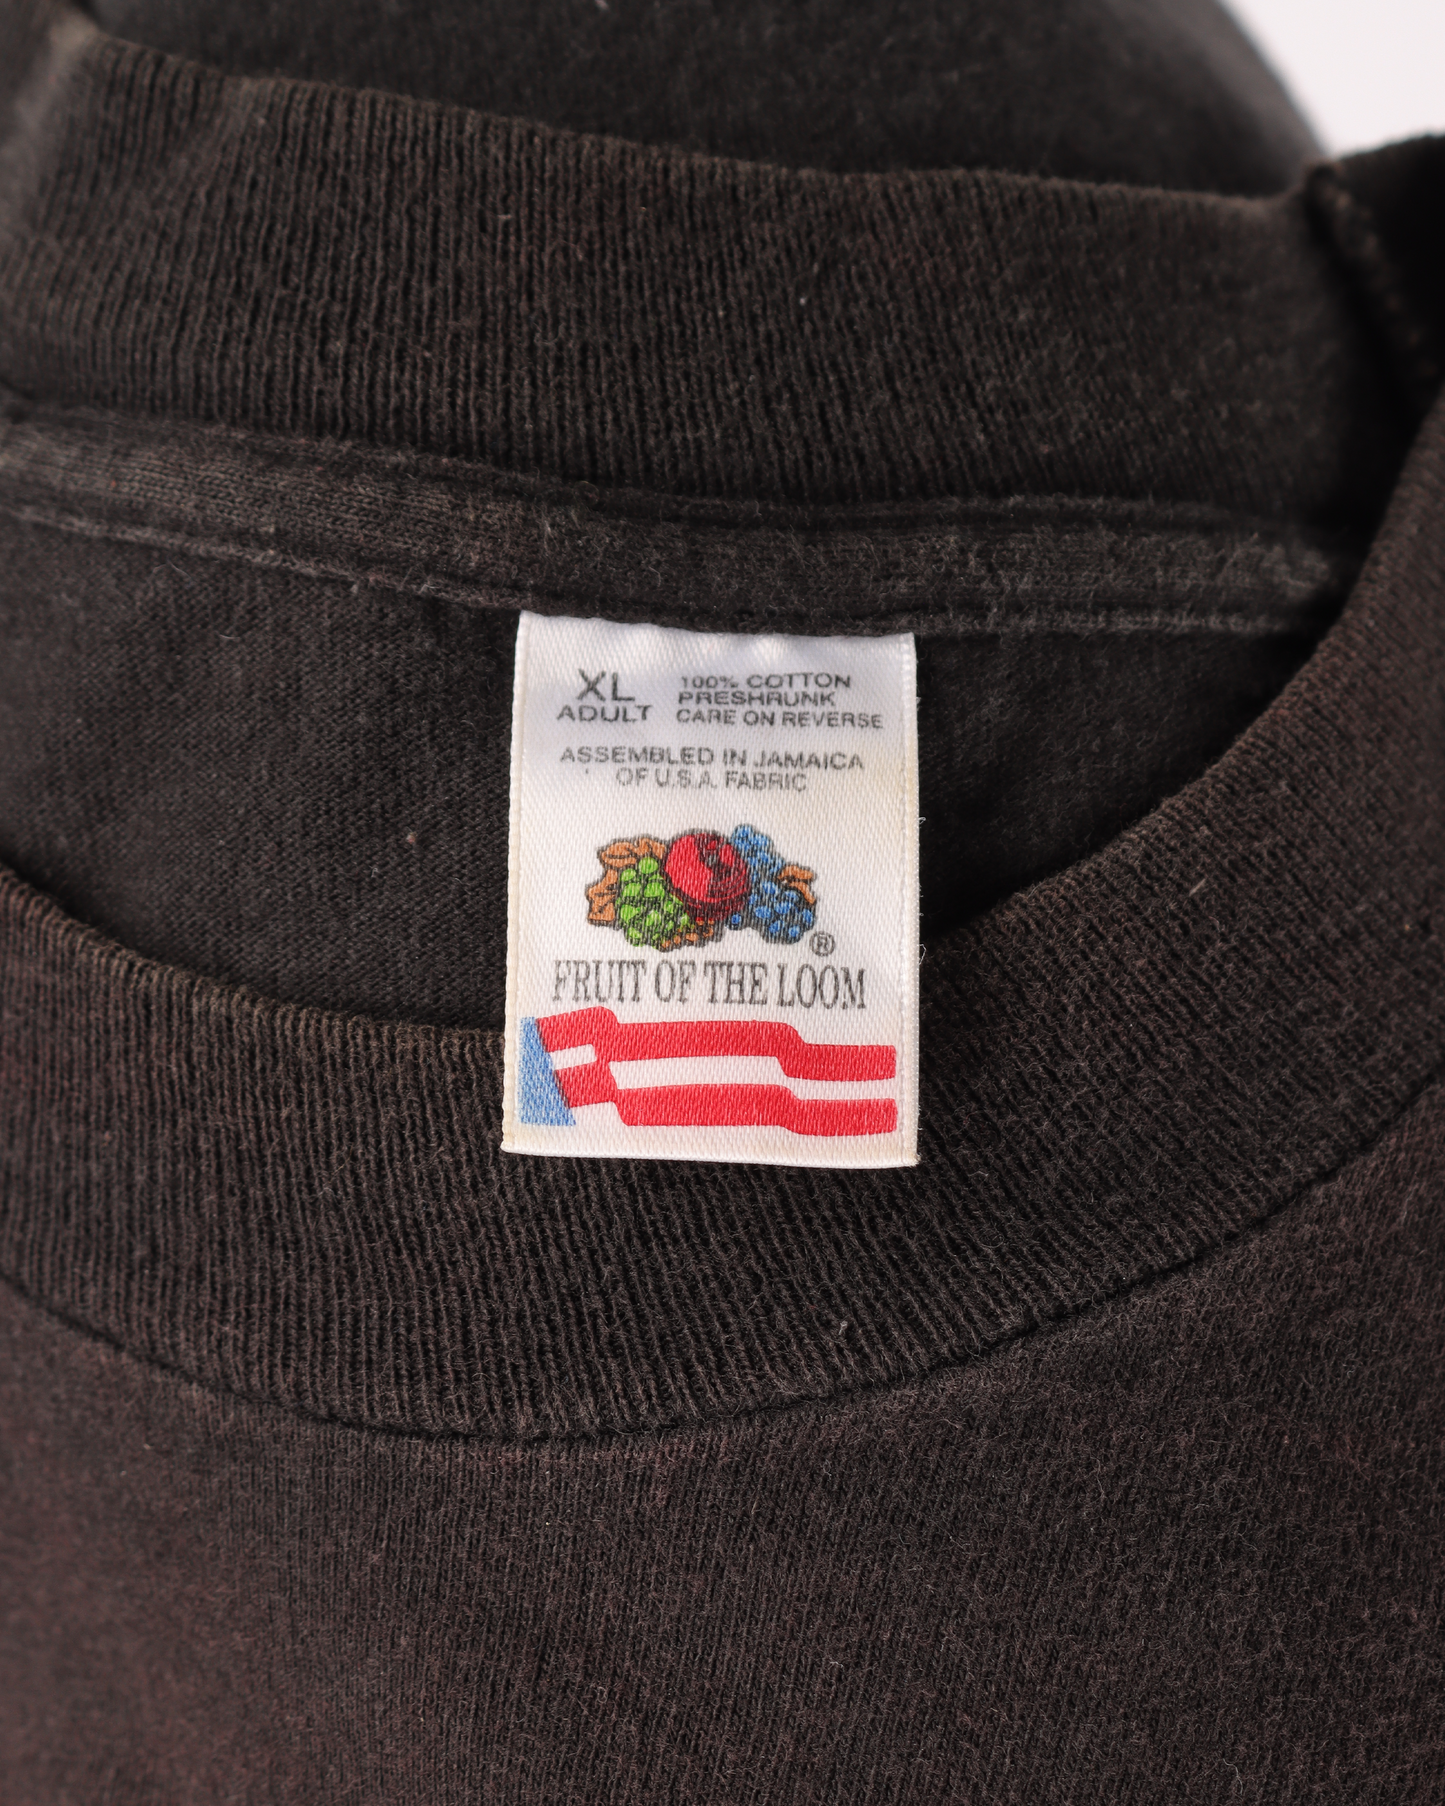 XL
ADULT
100% COTTON
PRESHRUNK
CARE ON REVERSE
ASSEMBLED IN JAMAICA
OF U.S.A. FABRIC
®
FRUIT OF THE LOOM